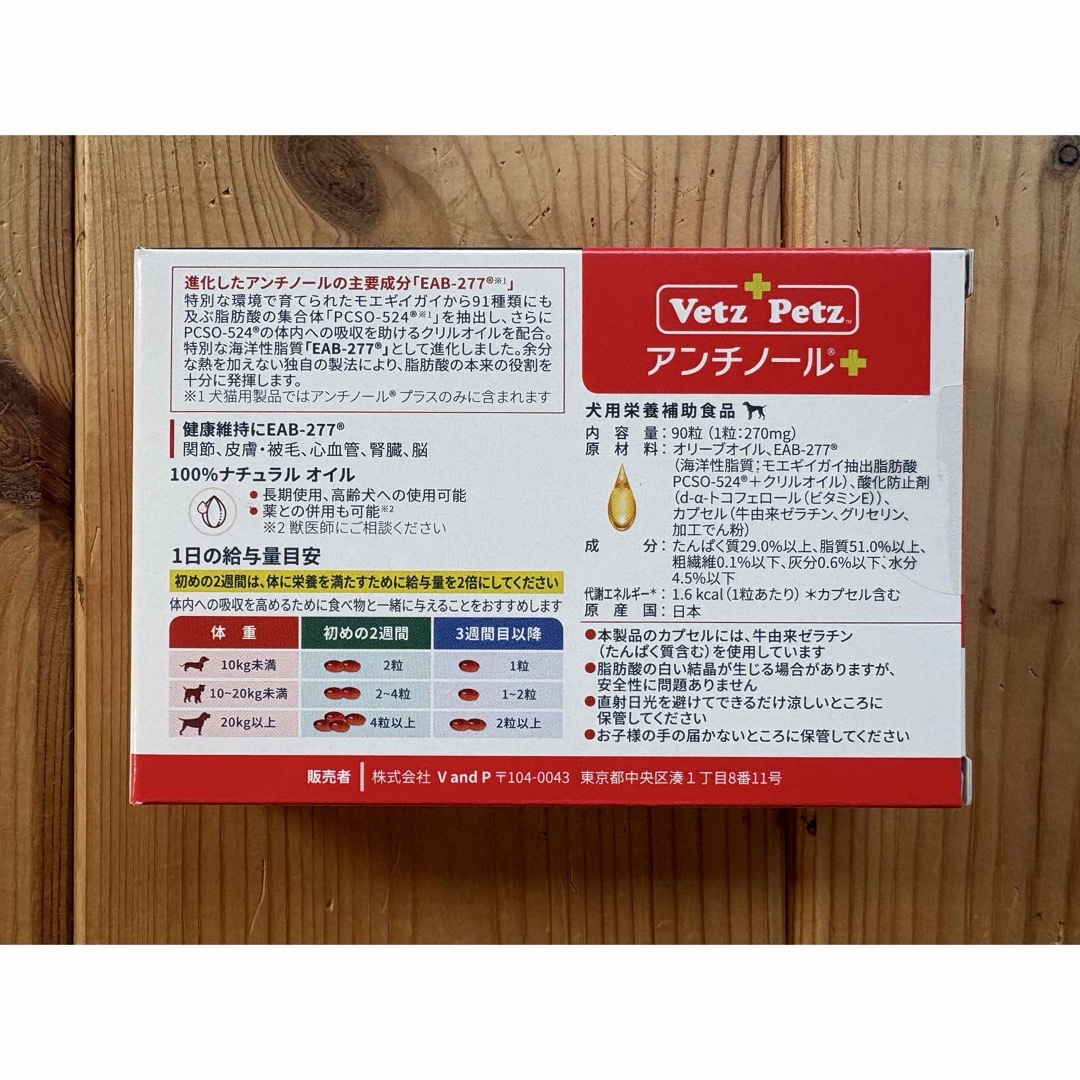 進化したアンチノールの主要成分「EAB-277®※1」
特別な環境で育てられたモエギイガイから91種類にも
及ぶ脂肪酸の集合体「PCSO-524®※1」を抽出し、さらに
PCSO-524®の体内への吸収を助けるクリルオイルを配合。
特別な海洋性脂質「EAB-277®」として進化しました。余分
な熱を加えない独自の製法により、脂肪酸の本来の役割を
十分に発揮します。
※1 犬猫用製品ではアンチノール® プラスのみに含まれます
健康維持にEAB-277®
関節、皮膚・被毛、心血管、腎臓、脳
100%ナチュラル オイル
●長期使用、高齢犬への使用可能
●薬との併用も可能※2
※2 獣医師にご相談ください
1日の給与量目安
初めの2週間は、体に栄養を満たすために給与量を2倍にしてください
体内への吸収を高めるために食べ物と一緒に与えることをおすすめします
体 重 初めの2週間 3週間目以降
10kg未満 2粒 1粒
10~20kg未満 2~4粒 1~2粒
20kg以上 4粒以上 2粒以上
Vetz Petz™
アンチノール®+
犬用栄養補助食品
内容量:90粒(1粒:270mg)
原材料:オリーブオイル、EAB-277®
(海洋性脂質:モエギイガイ抽出脂肪酸
PCSO-524®+クリルオイル)、酸化防止剤
(d-α-トコフェロール(ビタミンE))、
カプセル(牛由来ゼラチン、グリセリン、
加工でん粉)
成分:たんぱく質29.0%以上、脂質51.0%以上、
粗繊維0.1%以下、灰分0.6%以下、水分
4.5%以下
代謝エネルギー*:1.6 kcal(1粒あたり)*カプセル含む
原産国:日本
●本製品のカプセルには、牛由来ゼラチン
(たんぱく質含む)を使用しています
●脂肪酸の白い結晶が生じる場合がありますが、
安全性に問題ありません
●直射日光を避けてできるだけ涼しいところに
保管してください
●お子様の手の届かないところに保管してください
販売者 株式会社 V and P 〒104-0043 東京都中央区湊1丁目8番11号